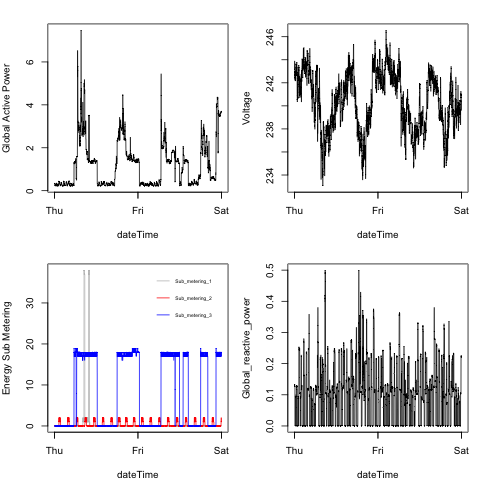 Global Active Power
0 2 4 6
Thu Fri Sat
dateTime
Voltage
234 238 242 246
Thu Fri Sat
dateTime
Energy Sub Metering
0 10 20 30
Sub_metering_1
Sub_metering_2
Sub_metering_3
Thu Fri Sat
dateTime
Global_reactive_power
0.0 0.1 0.2 0.3 0.4 0.5
Thu Fri Sat
dateTime